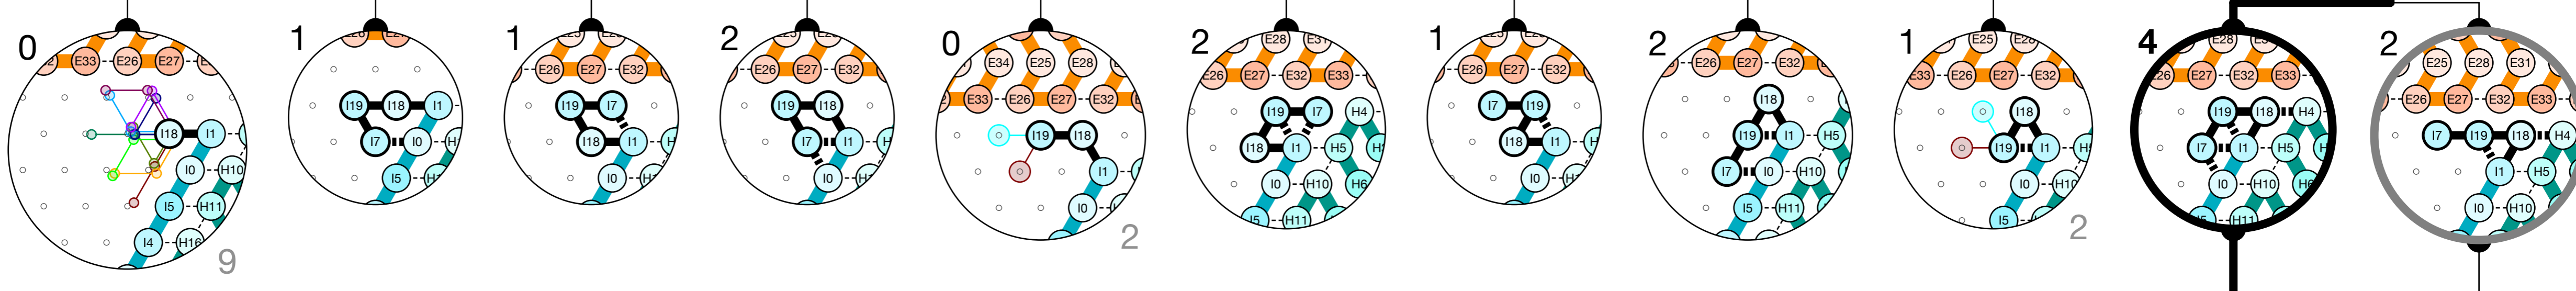 0 1 1 2 0 2 1 2 1 4 2
E33 E26 E27
I18 I1
I0 H10
I5 H11
I4 H16
9
I19 I18 I1
I7 I0
I5
E26 E27 E32
I19 I7
I18 I1
I0
E26 E27 E32
I19 I18
I7 I1
I0
E34 E25 E28
E33 E26 E27 E32
I19 I18
I1
I0
2
E28 E31
E26 E27 E32 E33
I19 I7 H4
I18 I1 H5
I0 H10 H6
I5 H11
E26 E27 E32
I7 I19
I18 I1
I0
E26 E27 E32
I18
I19 I1 H5
I7 I0 H10
I5 H11
E25 E28
E33 E26 E27 E32
I18
I19 I1
I0 H10
I5
2
E28
E26 E27 E32 E33
I19 I18 H4
I7 I1 H5
I0 H10 H6
I5 H11
E25 E28 E31
E26 E27 E32 E33
I7 I19 I18 H4
I1 H5
I0 H10